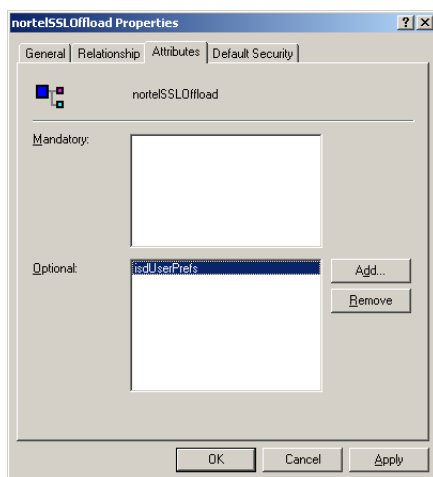 nortelSSLOffload Properties
General Relationship Attributes Default Security
nortelSSLOffload
Mandatory:
Optional:
isdUserPrefs
Add...
Remove
OK Cancel Apply